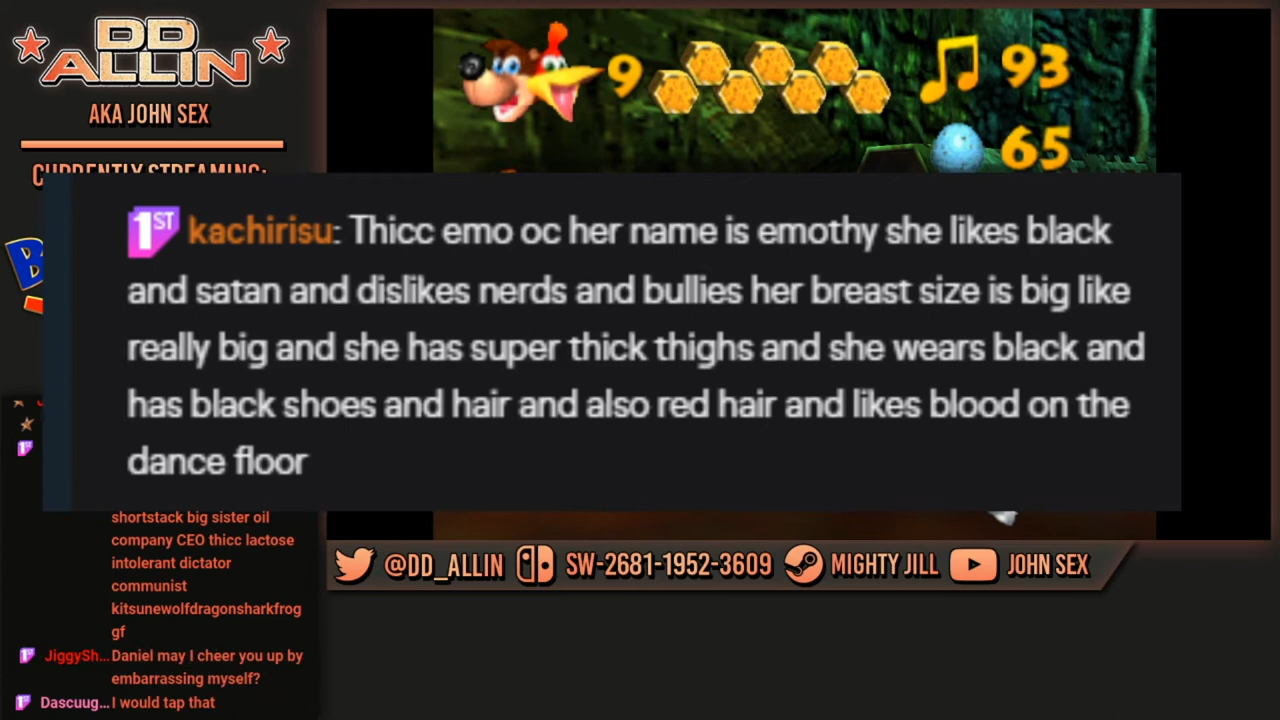 DD
ALLIN
AKA JOHN SEX
CURRENTLY STREAMING:
9
93
65
1ST kachirisu: Thicc emo oc her name is emothy she likes black
and satan and dislikes nerds and bullies her breast size is big like
really big and she has super thick thighs and she wears black and
has black shoes and hair and also red hair and likes blood on the
dance floor
shortstack big sister oil
company CEO thicc lactose
intolerant dictator
communist
kitsunewolfdragonsharkfrog
gf
JiggySh... Daniel may I cheer you up by
embarrassing myself?
Dascuug... I would tap that
@DD_ALLIN SW-2681-1952-3609 MIGHTY JILL JOHN SEX